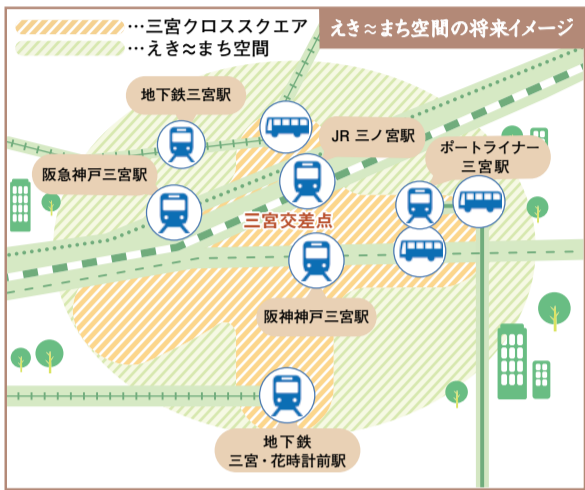 えき≈まち空間の将来イメージ
…三宮クロススクエア
…えき≈まち空間
地下鉄三宮駅
JR 三ノ宮駅
ポートライナー
三宮駅
阪急神戸三宮駅
三宮交差点
阪神神戸三宮駅
地下鉄
三宮・花時計前駅